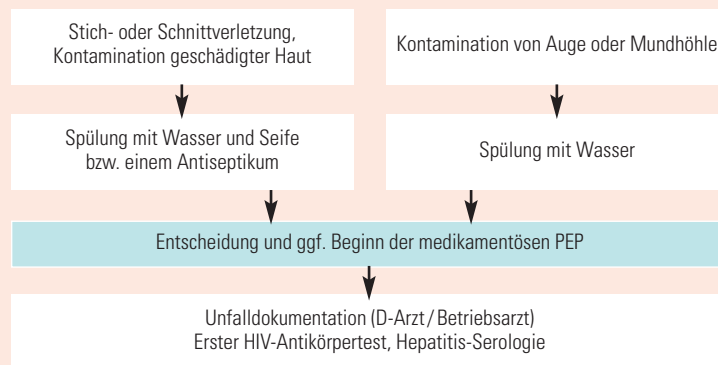 Stich- oder Schnittverletzung,
Kontamination geschädigter Haut
Kontamination von Auge oder Mundhöhle
Spülung mit Wasser und Seife
bzw. einem Antiseptikum
Spülung mit Wasser
Entscheidung und ggf. Beginn der medikamentösen PEP
Unfalldokumentation (D-Arzt/Betriebsarzt)
Erster HIV-Antikörpertest, Hepatitis-Serologie